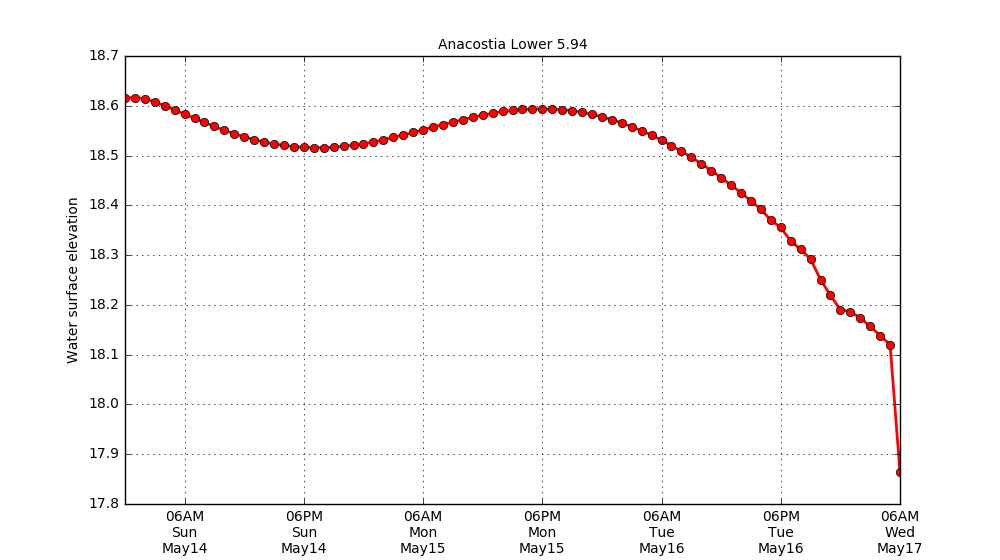 Anacostia Lower 5.94
Water surface elevation
18.7
18.6
18.5
18.4
18.3
18.2
18.1
18.0
17.9
17.8
06AM 06PM 06AM 06PM 06AM 06PM 06AM
Sun Sun Mon Mon Tue Tue Wed
May14 May14 May15 May15 May16 May16 May17